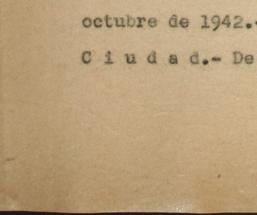 octubre de 1942.-
C i u d a d.- De